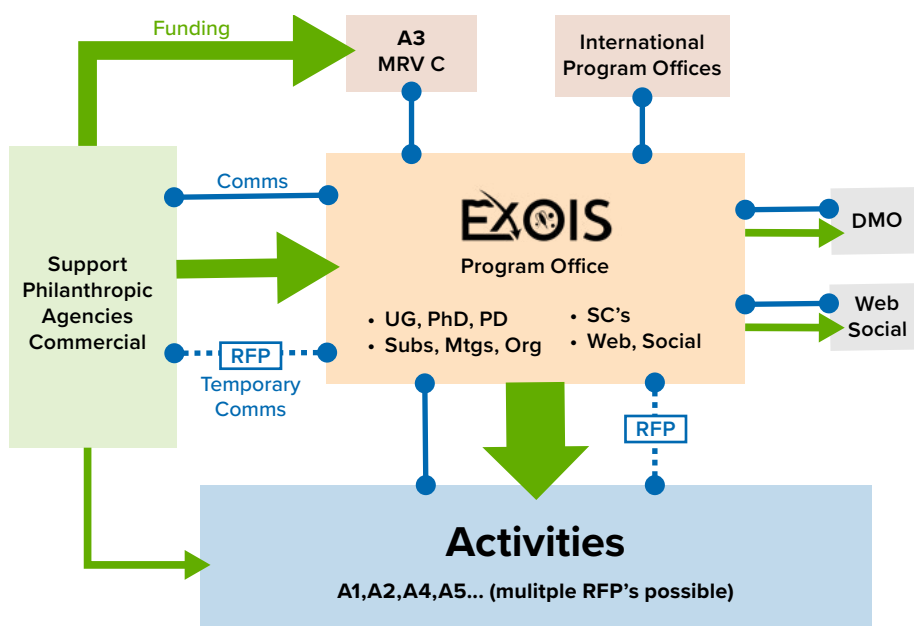 Funding
A3
MRV C
International
Program Offices
Comms
EXOIS
Program Office
DMO
Support
Philanthropic
Agencies
Commercial
• UG, PhD, PD
• Subs, Mtgs, Org
• SC's
• Web, Social
Web
Social
RFP
Temporary
Comms
RFP
Activities
A1,A2,A4,A5... (mulitple RFP's possible)